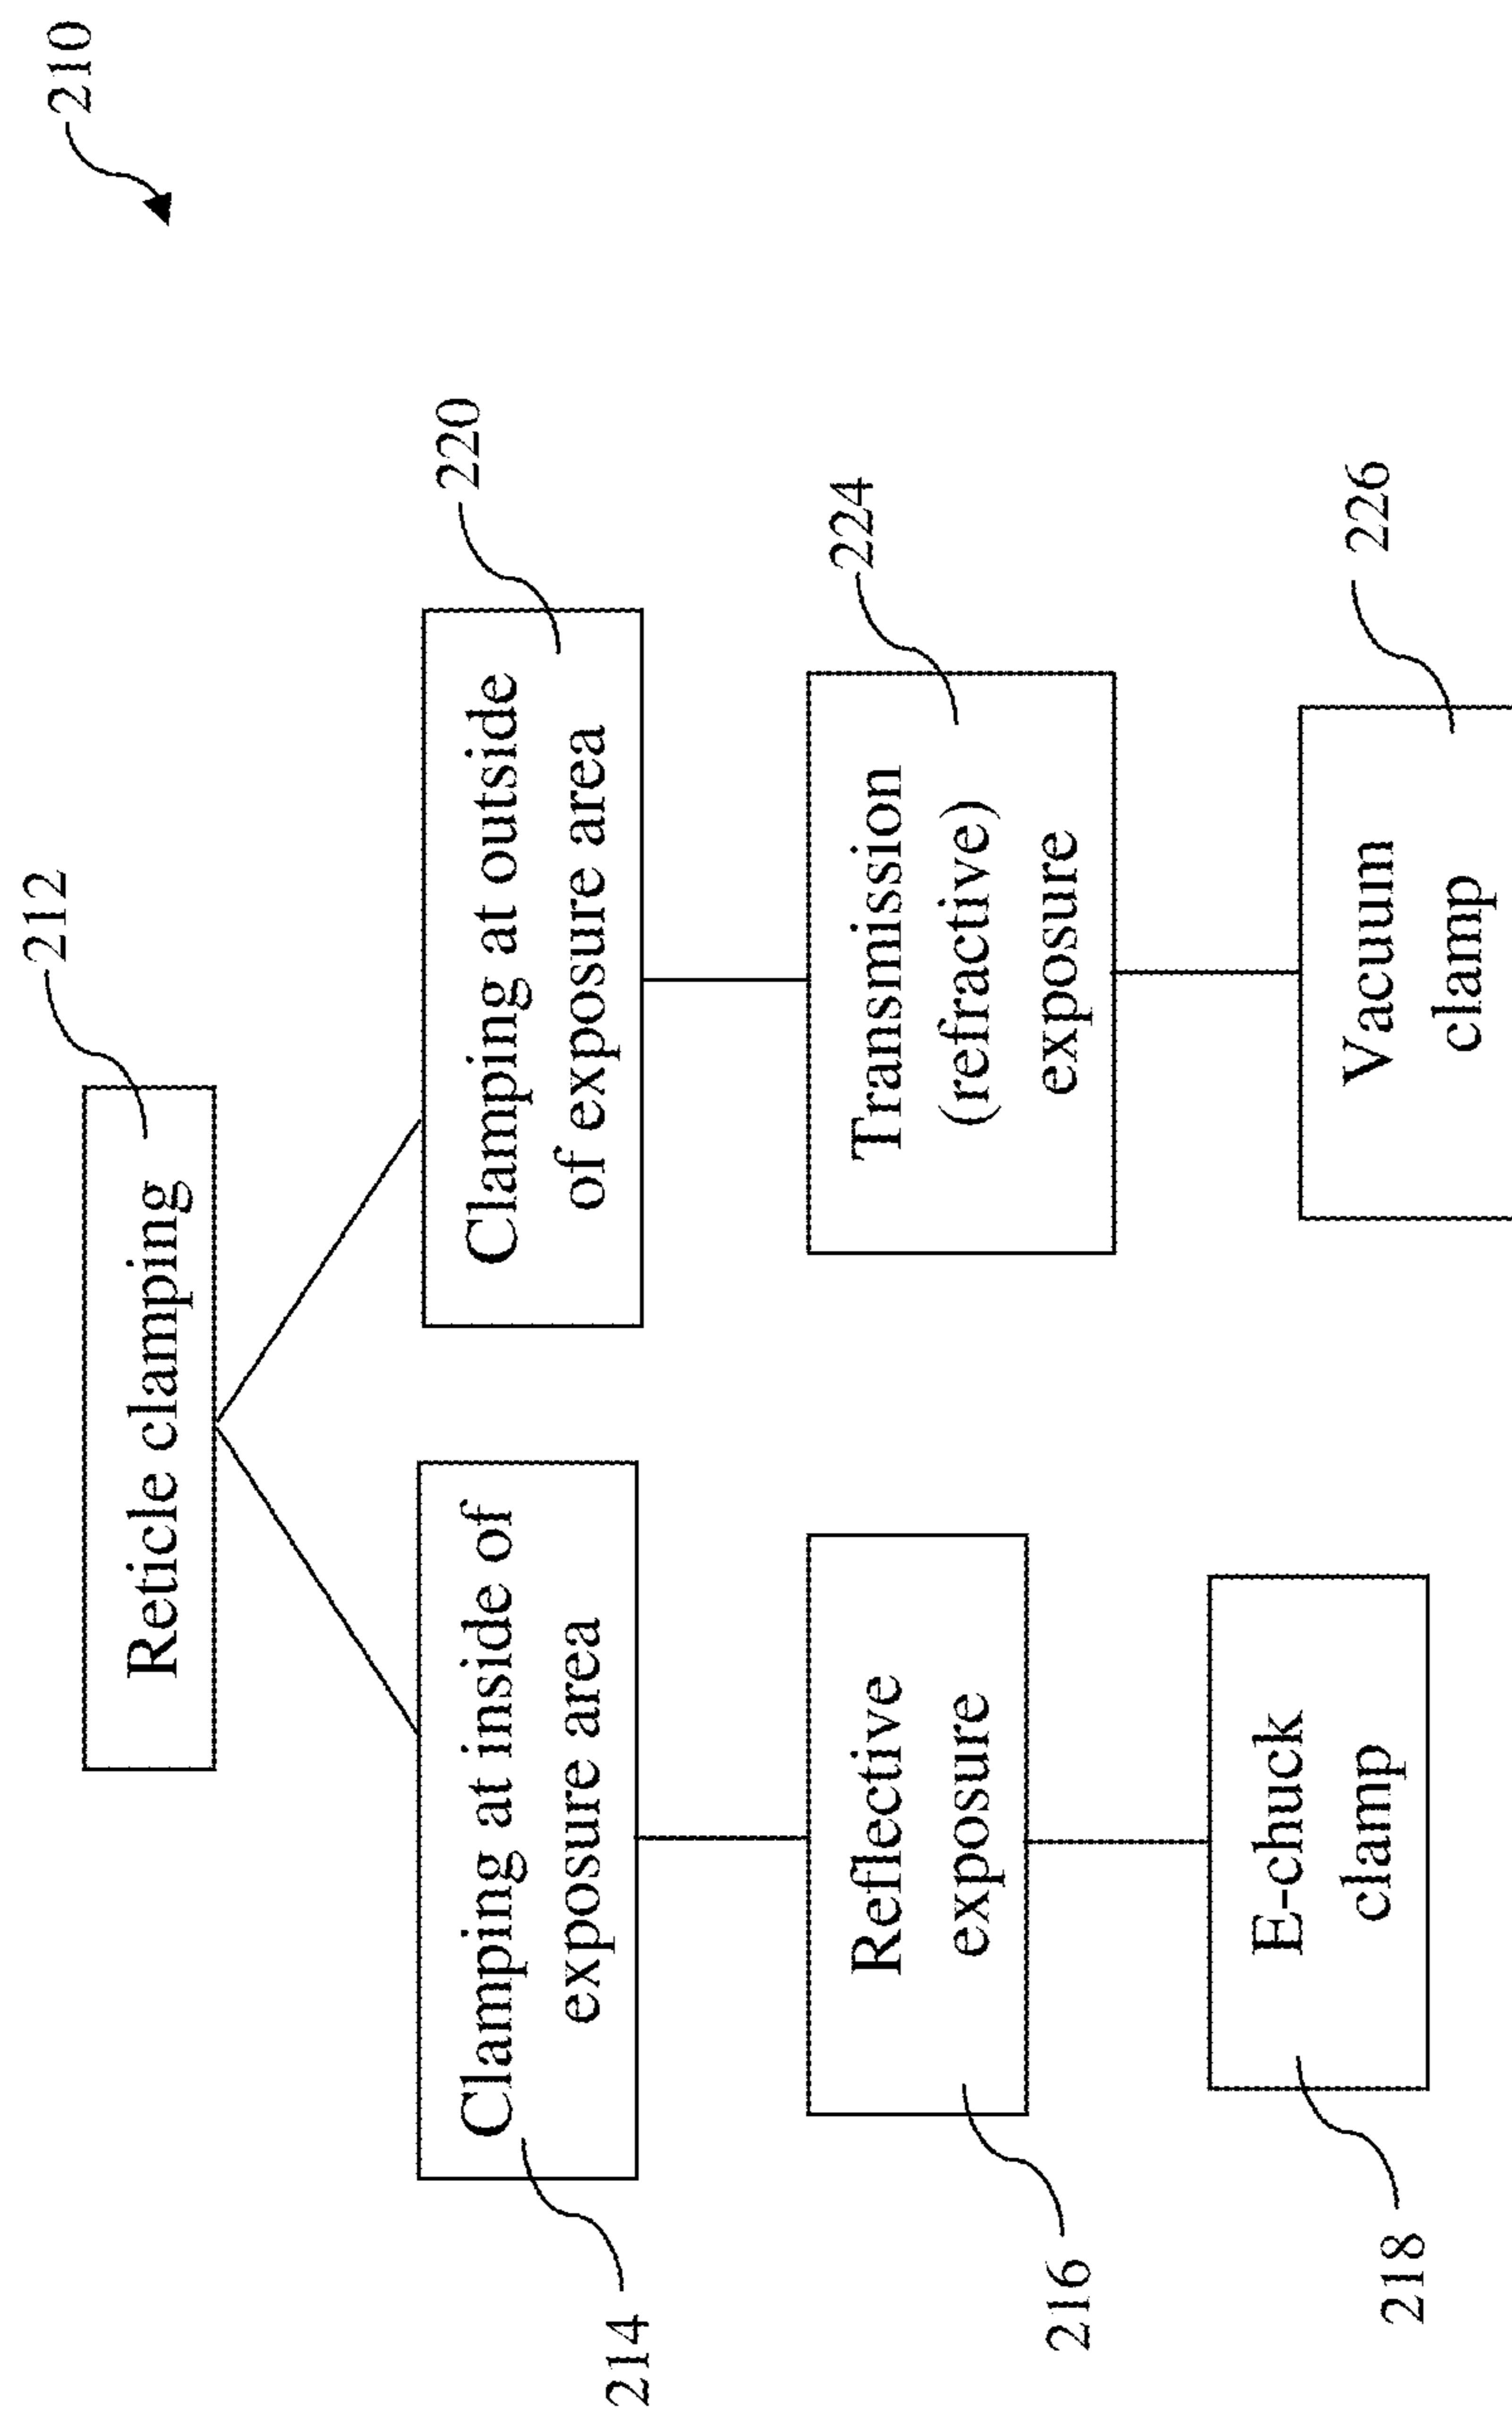 210
212
Reticle clamping
220
Clamping at inside of
exposure area
Clamping at outside
of exposure area
214
224
Reflective
exposure
Transmission
(refractive)
exposure
216
226
E-chuck
clamp
Vacuum
clamp
218